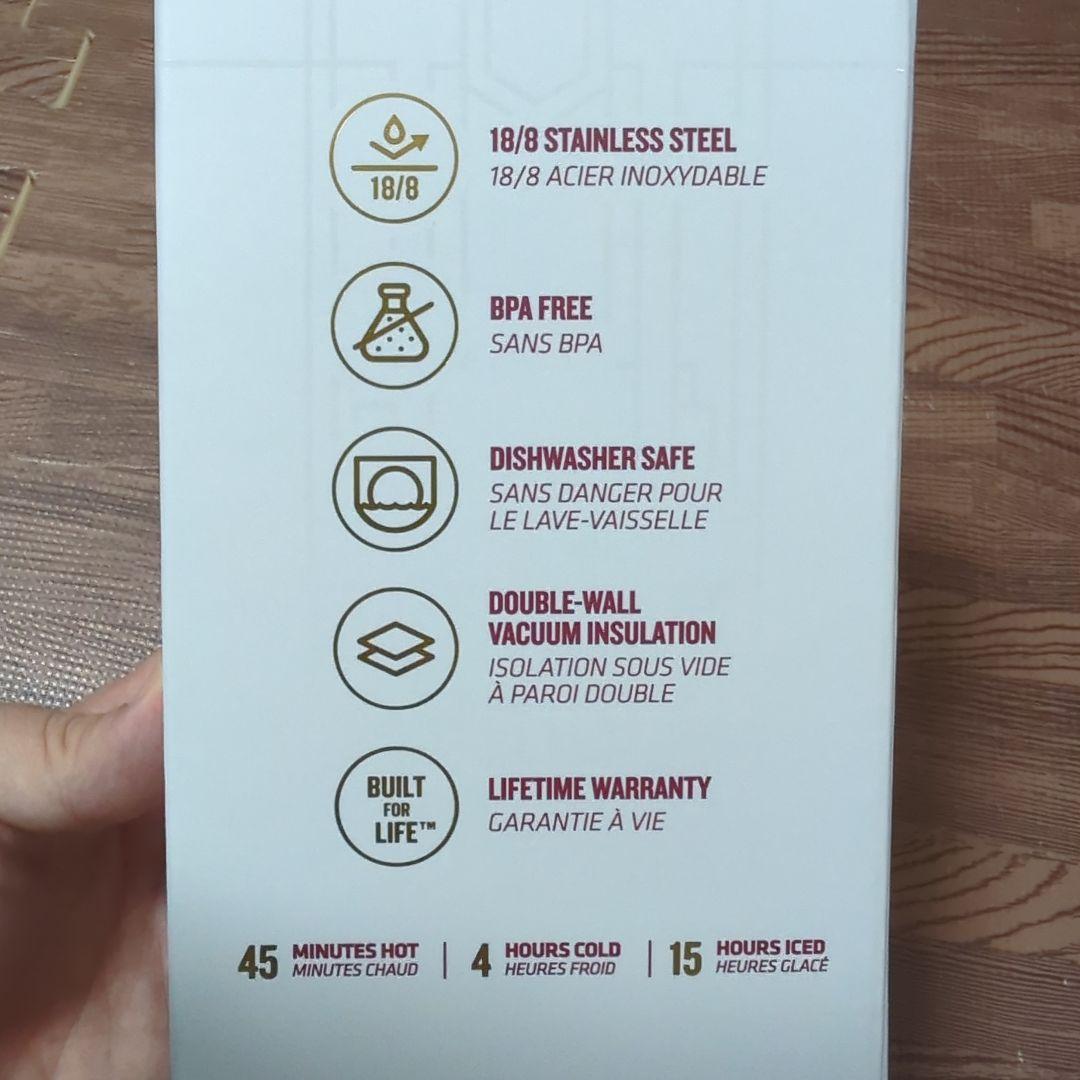 18/8
18/8 STAINLESS STEEL
18/8 ACIER INOXYDABLE
BPA FREE
SANS BPA
DISHWASHER SAFE
SANS DANGER POUR
LE LAVE-VAISSELLE
DOUBLE-WALL
VACUUM INSULATION
ISOLATION SOUS VIDE
À PAROI DOUBLE
BUILT
FOR
LIFE™
LIFETIME WARRANTY
GARANTIE À VIE
45 MINUTES HOT
MINUTES CHAUD
4 HOURS COLD
HEURES FROID
15 HOURS ICED
HEURES GLACÉ